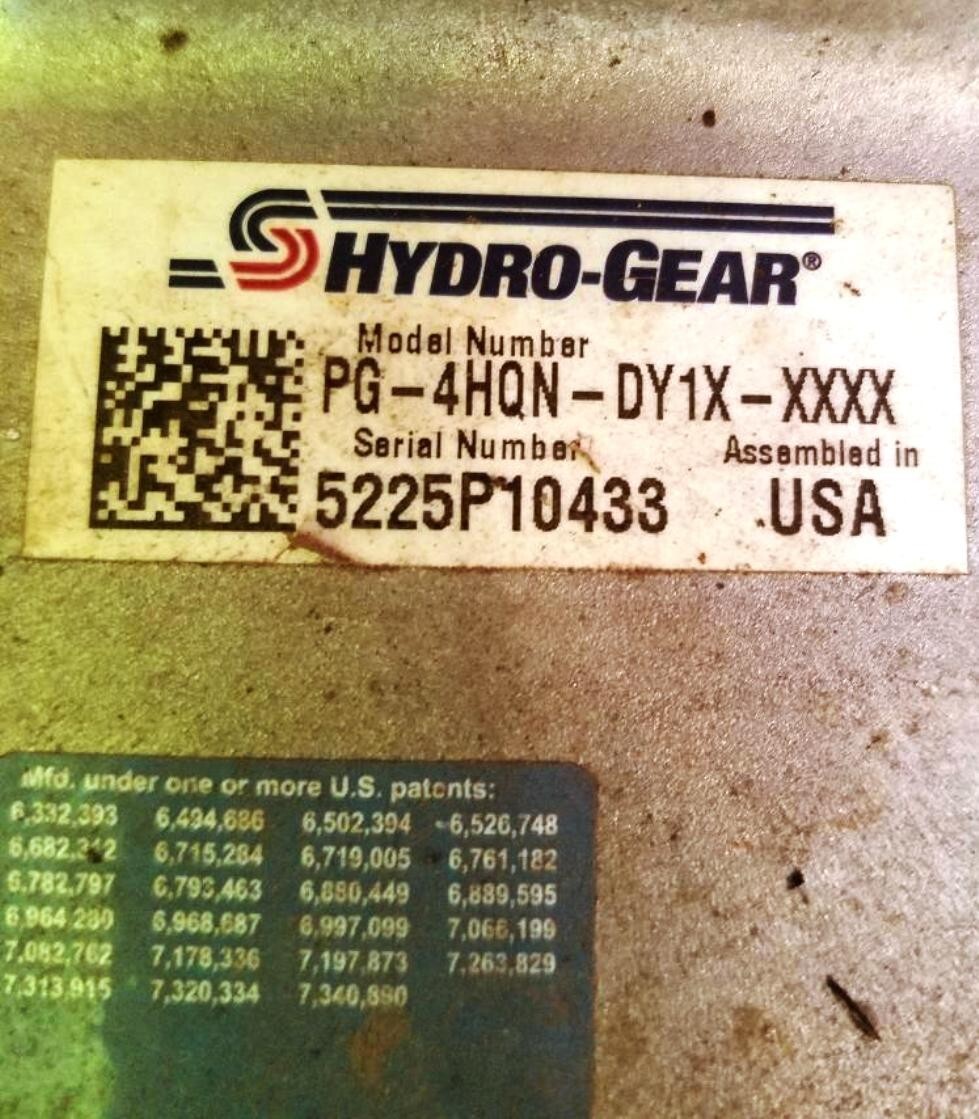 HYDRO-GEAR®
Model Number
PG-4HQN-DY1X-XXXX
Serial Number Assembled in
5225P10433 USA
Mfd. under one or more U.S. patents:
6,332,393 6,494,686 6,502,394 6,526,748
6,682,312 6,715,284 6,719,005 6,761,182
6,782,797 6,793,463 6,880,449 6,889,595
6,964,280 6,968,687 6,997,099 7,066,199
7,082,762 7,178,336 7,197,873 7,263,829
7,313,915 7,320,334 7,340,890